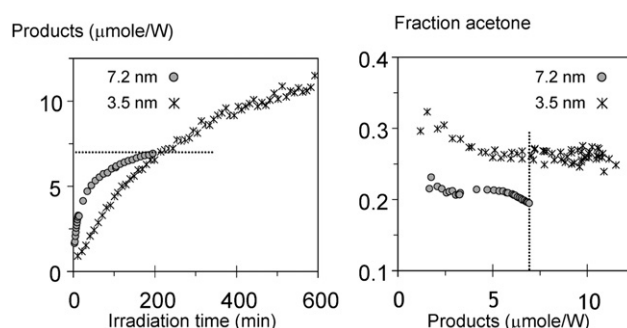 Products (μmole/W)
7.2 nm
3.5 nm
10
5
0
0 200 400 600
Irradiation time (min)
Fraction acetone
0.4
7.2 nm
3.5 nm
0.3
0.2
0.1
0 5 10
Products (μmole/W)